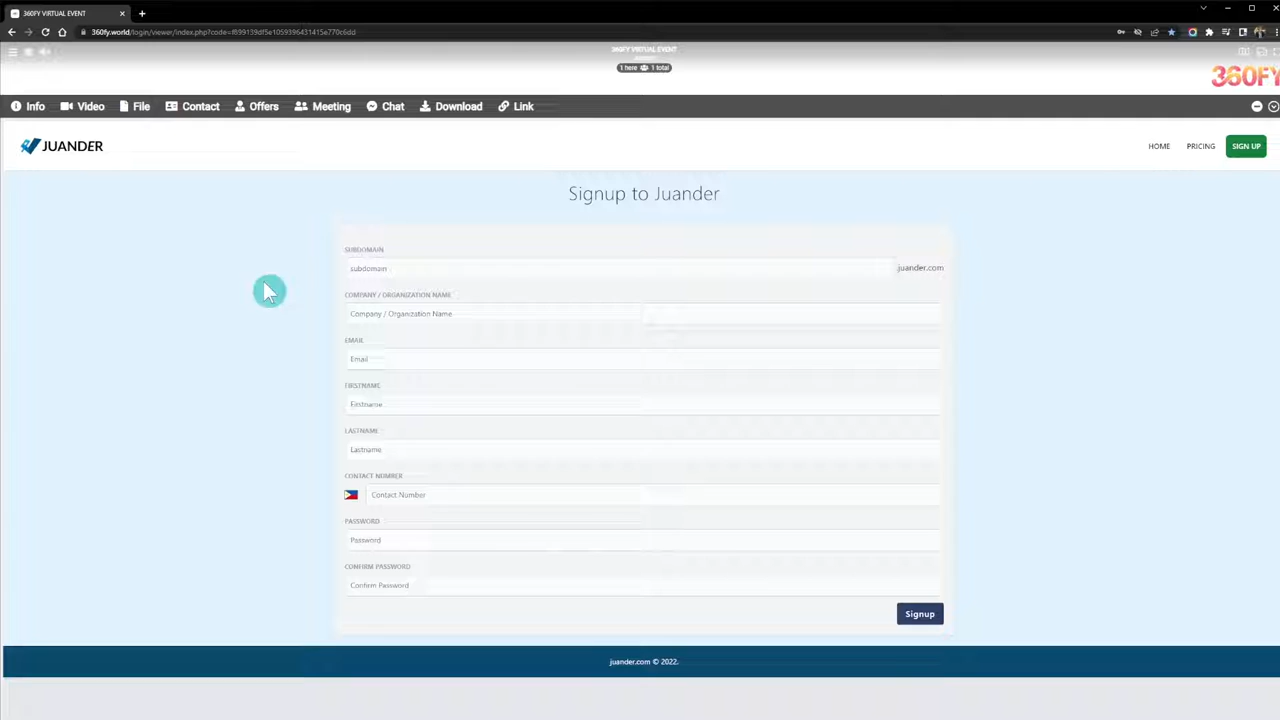 360FY VIRTUAL EVENT
360fy.world/login/viewer/index.php?code=f699139df5e1059396431415e770c6dd
360FY VIRTUAL EVENT
1 here 1 total
360FY
Info Video File Contact Offers Meeting Chat Download Link
JUANDER
HOME PRICING SIGN UP
Signup to Juander
SUBDOMAIN
subdomain .juander.com
COMPANY / ORGANIZATION NAME
Company / Organization Name
EMAIL
Email
FIRSTNAME
Firstname
LASTNAME
Lastname
CONTACT NUMBER
Contact Number
PASSWORD
Password
CONFIRM PASSWORD
Confirm Password
Signup
juander.com © 2022.